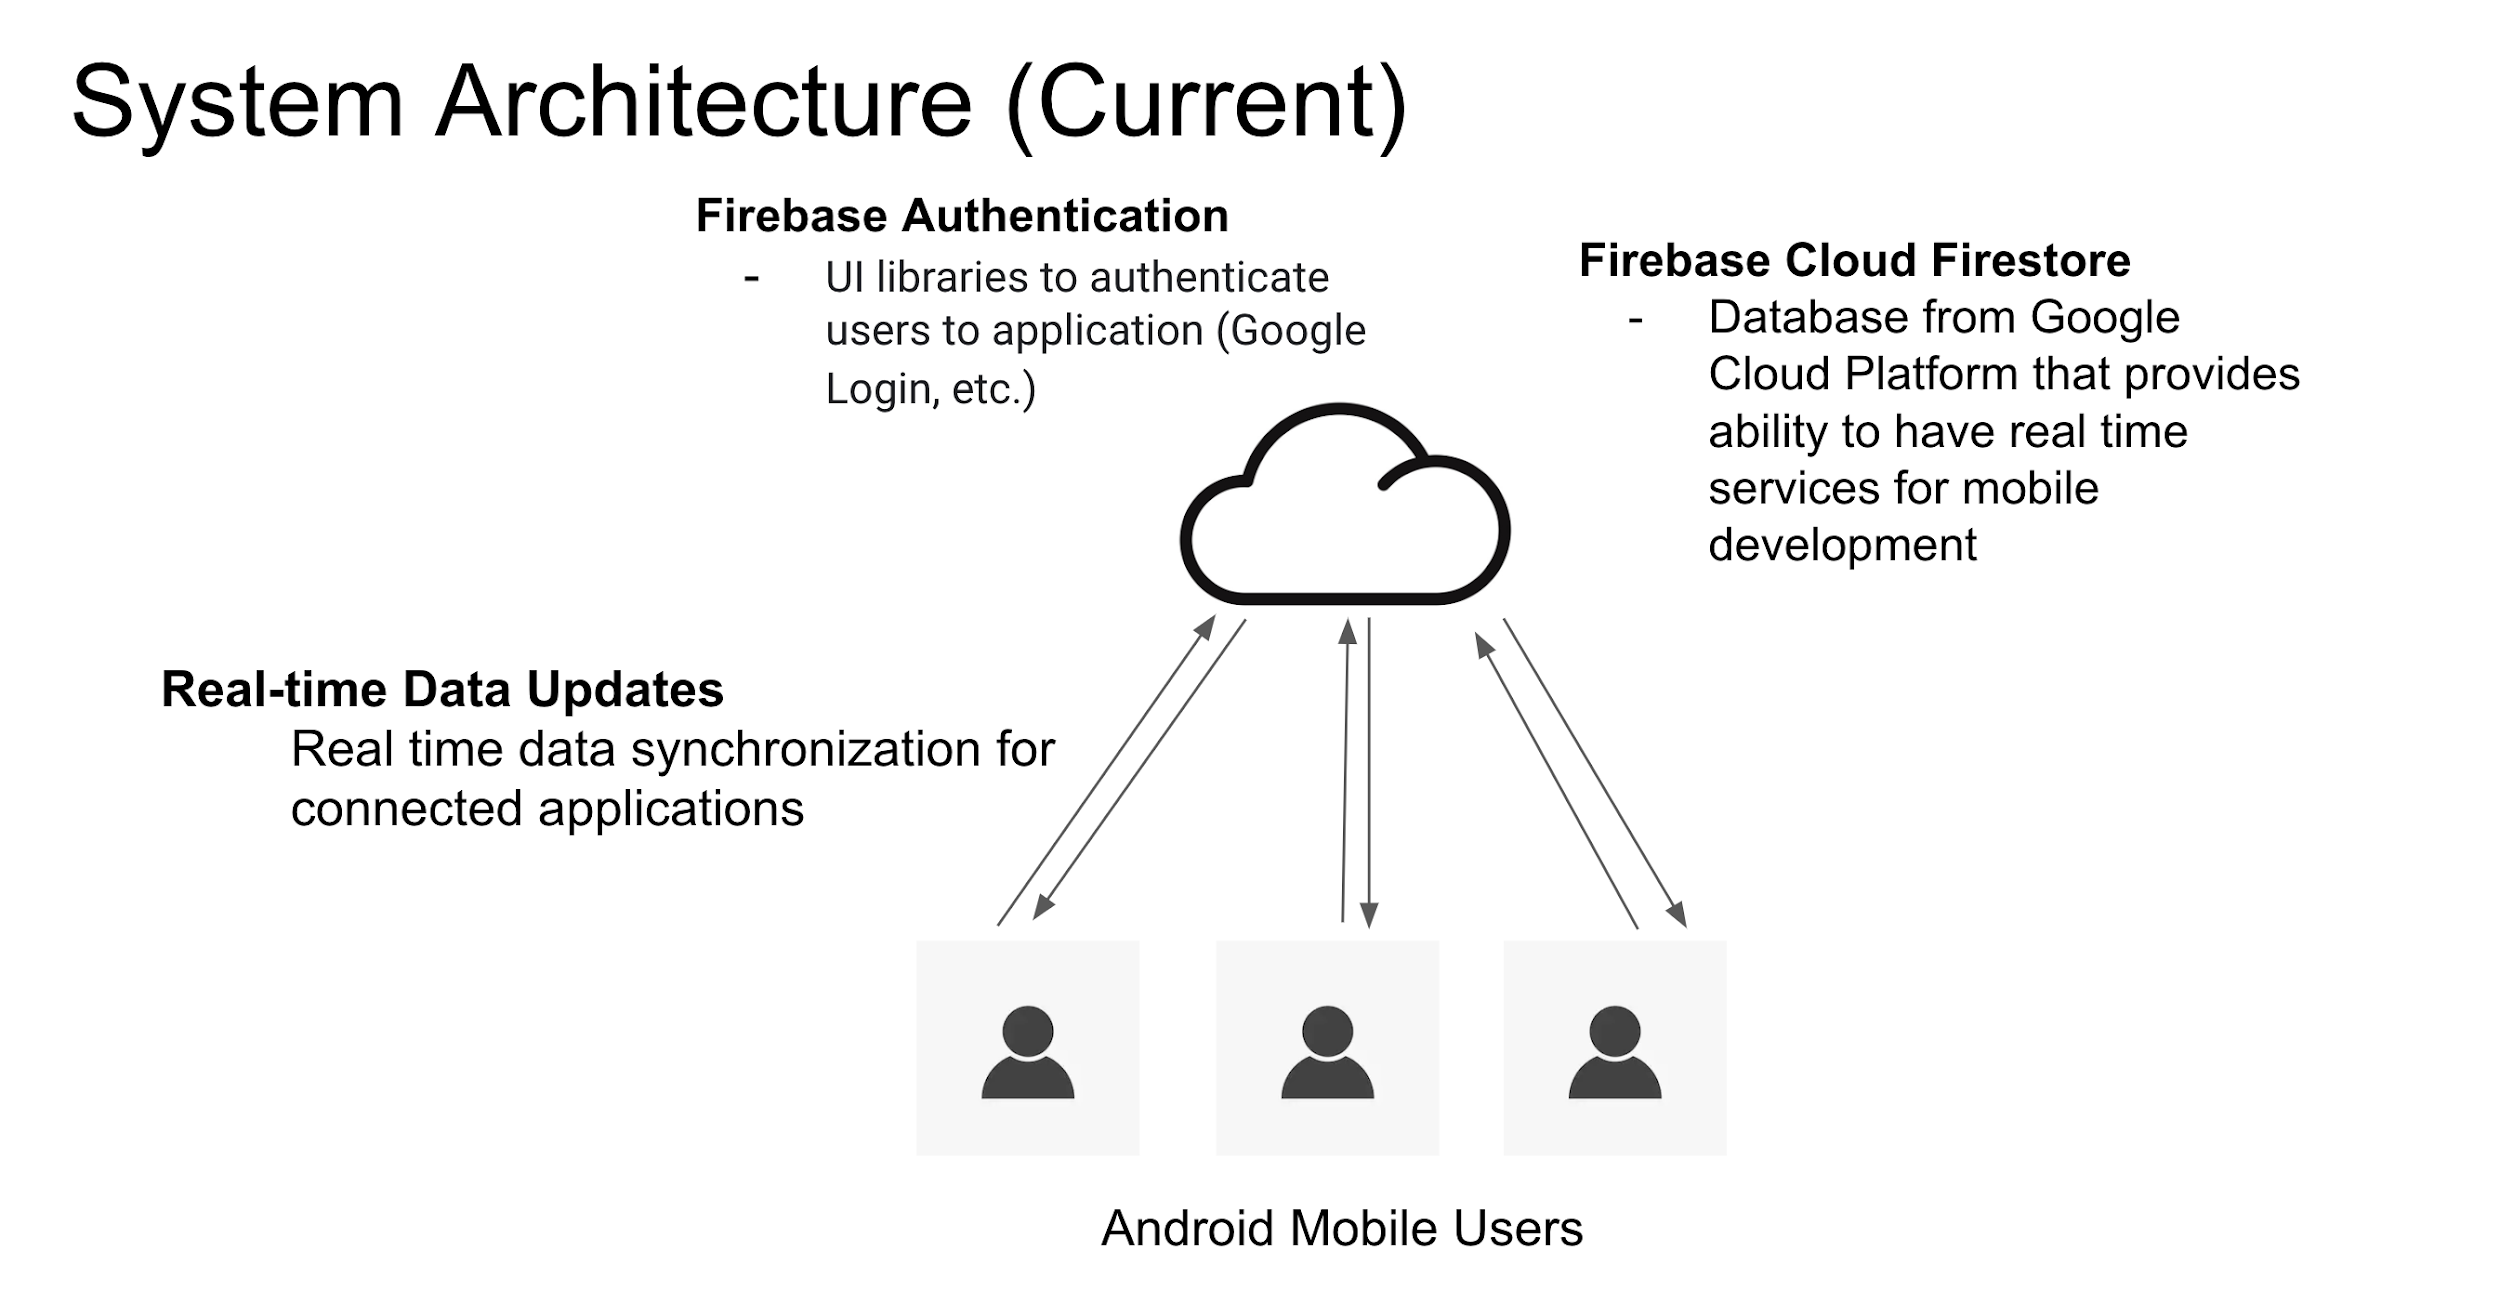 System Architecture (Current)
Firebase Authentication
- UI libraries to authenticate
users to application (Google
Login, etc.)
Firebase Cloud Firestore
- Database from Google
Cloud Platform that provides
ability to have real time
services for mobile
development
Real-time Data Updates
Real time data synchronization for
connected applications
Android Mobile Users